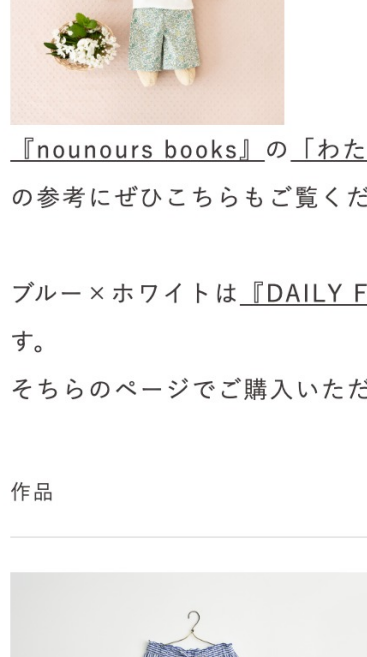 『nounours books』の「わた
の参考にぜひこちらもご覧くだ
ブルー×ホワイトは『DAILY F
す。
そちらのページでご購入いただ
作品